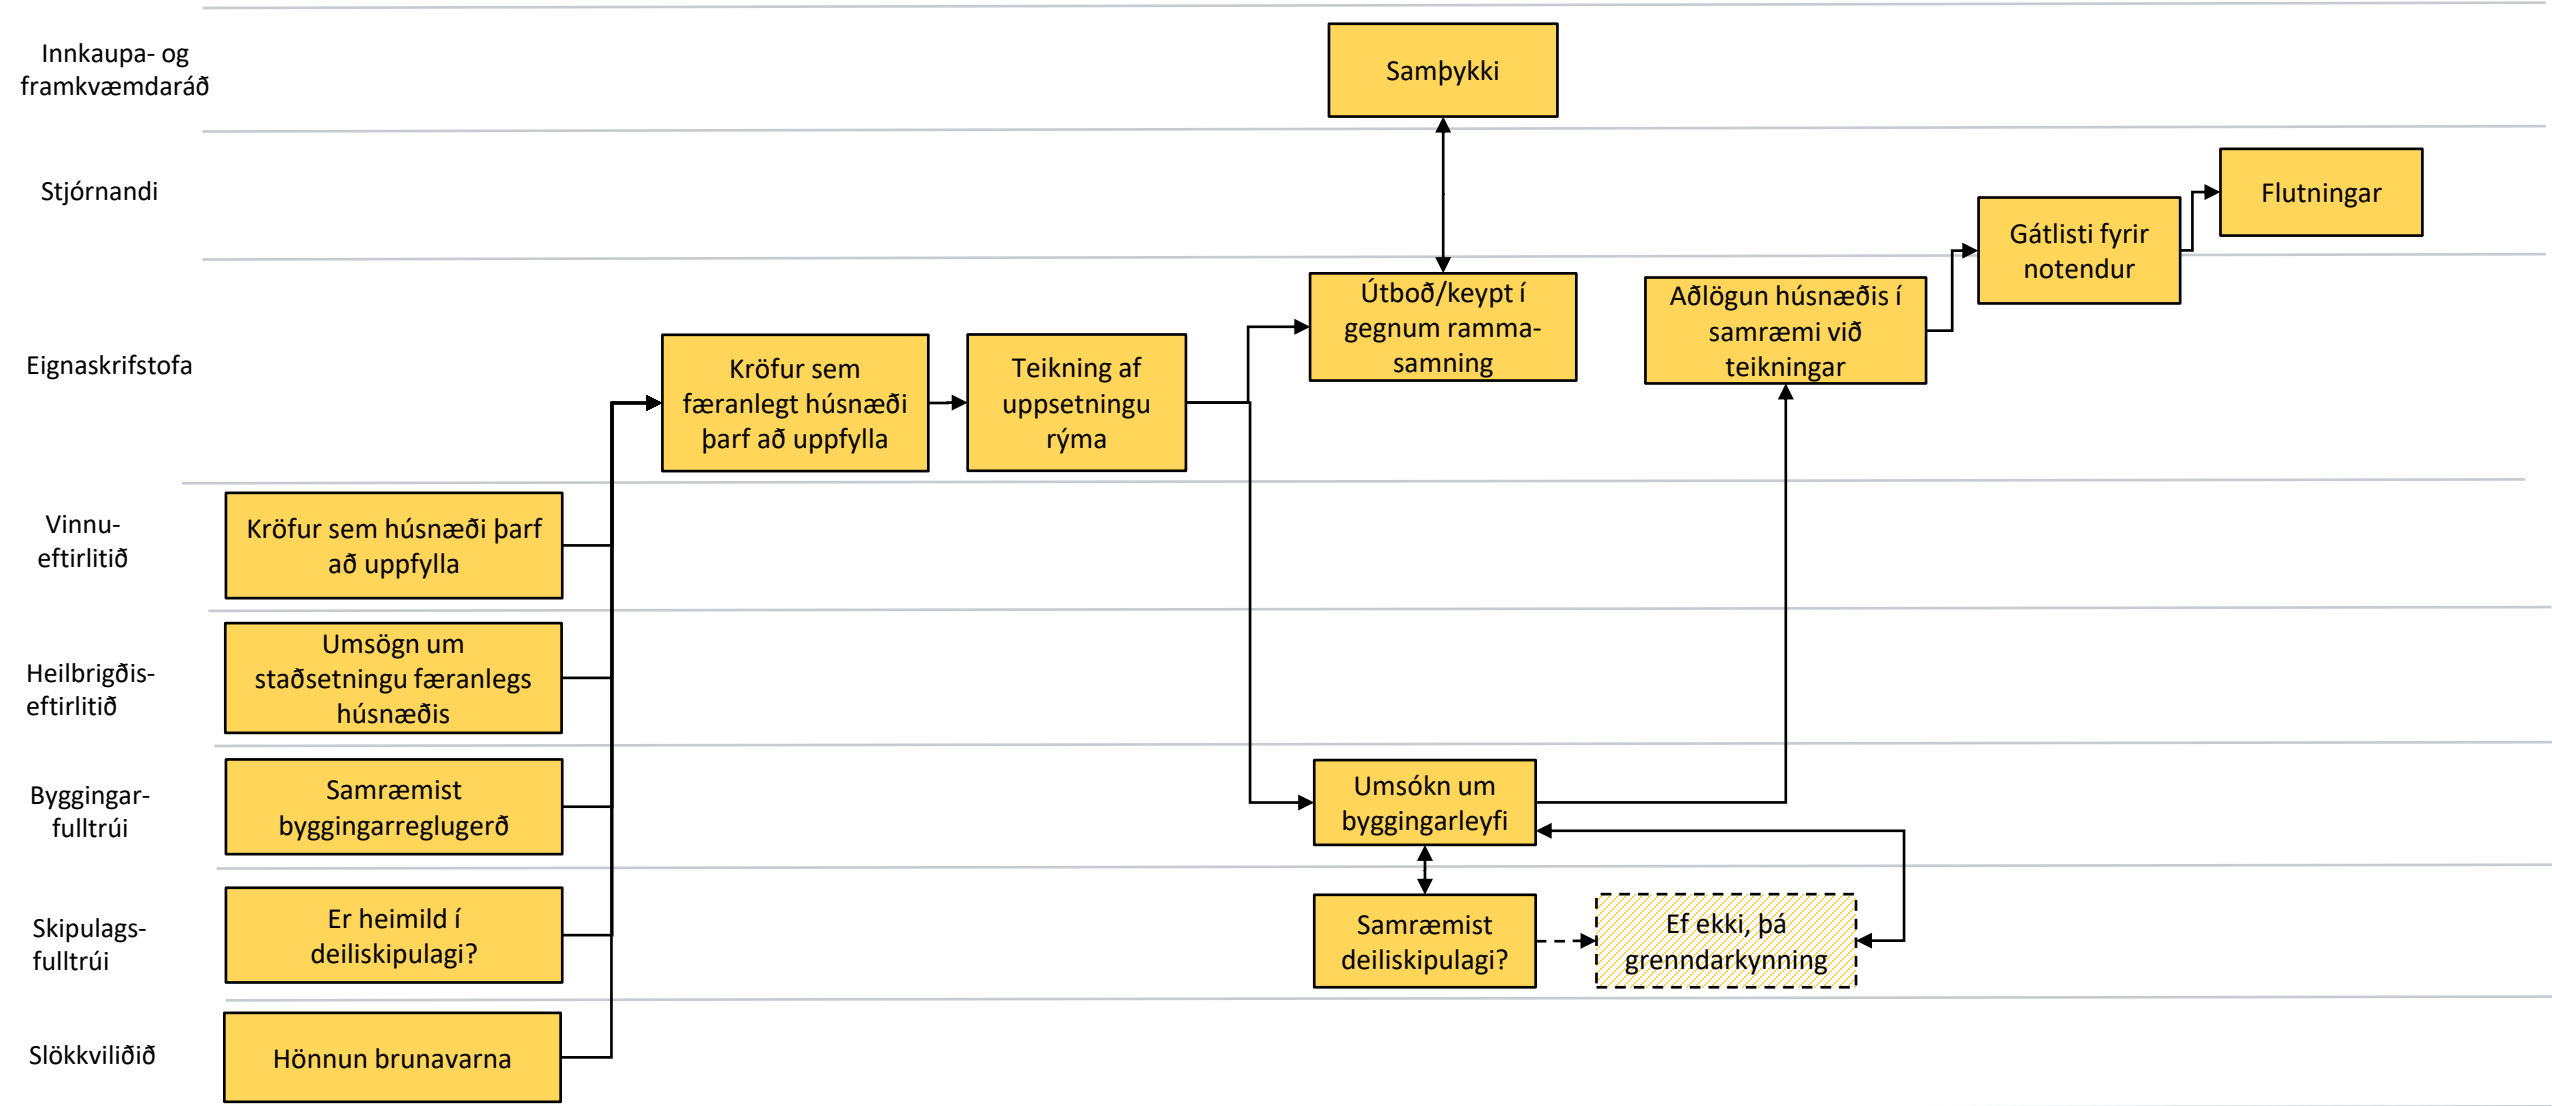 Innkaupa- og
framkvæmdaráð
Samþykki
Stjórnandi
Gátlisti fyrir
notendur
Flutningar
Eignaskrifstofa
Kröfur sem
færanlegt húsnæði
þarf að uppfylla
Teikning af
uppsetningu
rýma
Útboð/keypt í
gegnum ramma-
samning
Aðlögun húsnæðis í
samræmi við
teikningar
Vinnu-
eftirlitið
Kröfur sem húsnæði þarf
að uppfylla
Heilbrigðis-
eftirlitið
Umsögn um
staðsetningu færanlegs
húsnæðis
Byggingar-
fulltrúi
Samræmist
byggingarreglugerð
Umsókn um
byggingarleyfi
Skipulags-
fulltrúi
Er heimild í
deiliskipulagi?
Samræmist
deiliskipulagi?
Ef ekki, þá
grenndarkynning
Slökkviliðið
Hönnun brunavarna